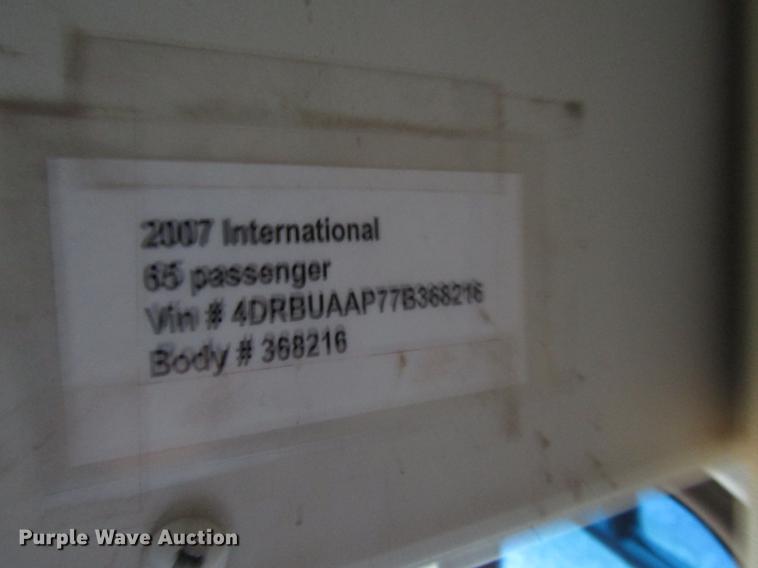 2007 International
65 passenger
Vin # 4DRBUAAP77B368216
Body # 368216
Purple Wave Auction